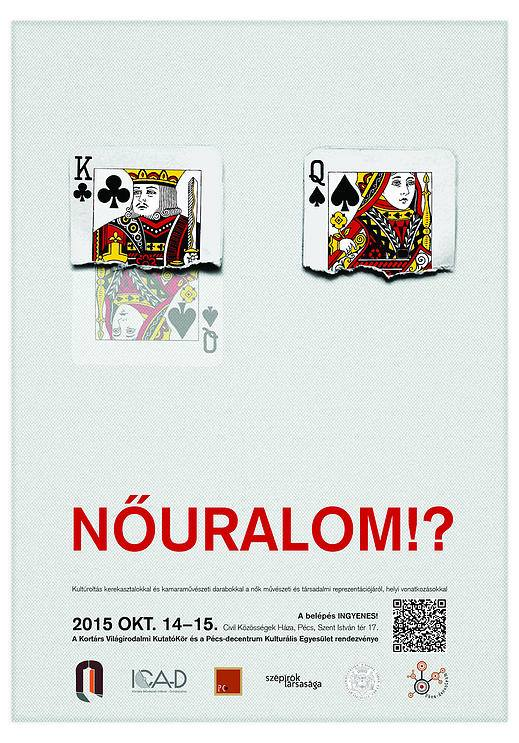 K
Q
Q
NŐURALOM!?
Kultúroltás kerekasztalokkal és kamaraművészeti darabokkal a nők művészeti és társadalmi reprezentációjáról, helyi vonatkozásokkal
A belépés INGYENES!
2015 OKT. 14–15. Civil Közösségek Háza, Pécs, Szent István tér 17.
A Kortárs Világirodalmi KutatóKör és a Pécs-decentrum Kulturális Egyesület rendezvénye
ICA-D
PC
szépírók
társasága